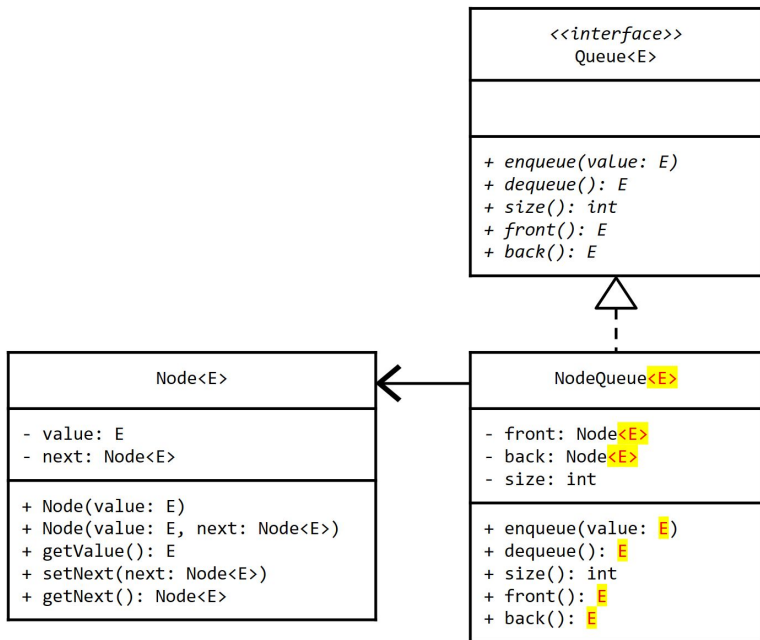 <<interface>>
Queue<E>
+ enqueue(value: E)
+ dequeue(): E
+ size(): int
+ front(): E
+ back(): E
Node<E>
- value: E
- next: Node<E>
+ Node(value: E)
+ Node(value: E, next: Node<E>)
+ getValue(): E
+ setNext(next: Node<E>)
+ getNext(): Node<E>
NodeQueue<E>
- front: Node<E>
- back: Node<E>
- size: int
+ enqueue(value: E)
+ dequeue(): E
+ size(): int
+ front(): E
+ back(): E